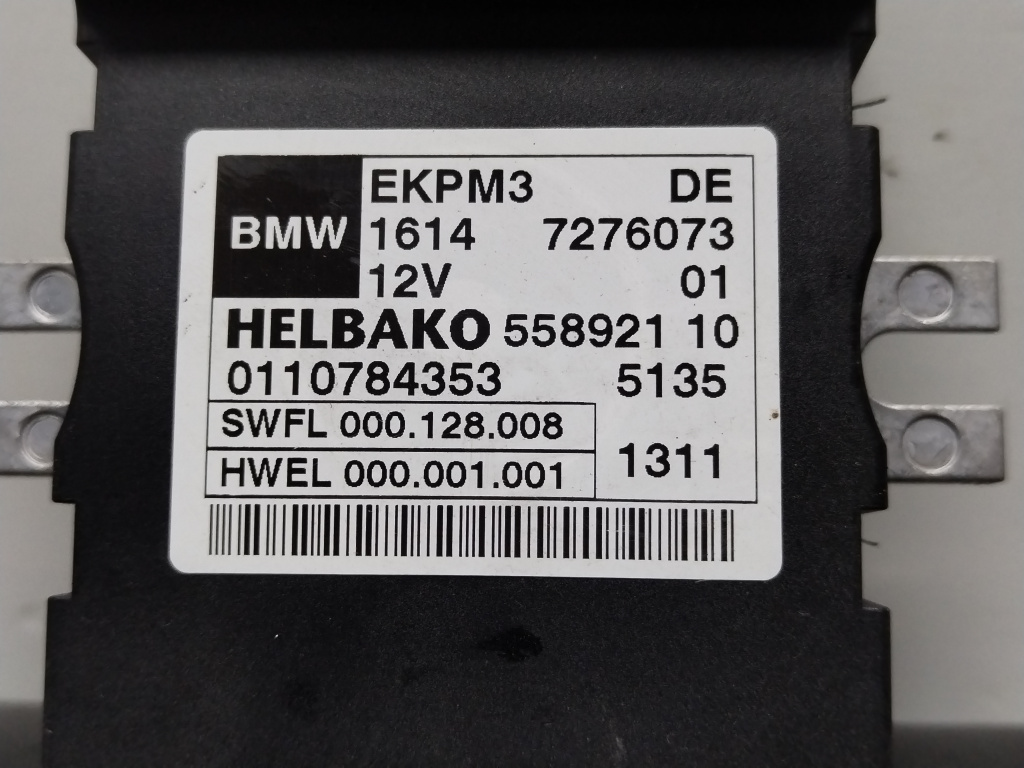 BMW
EKPM3 DE
1614 7276073
12V 01
HELBAKO 558921 10
0110784353 5135
SWFL 000.128.008
HWEL 000.001.001
1311